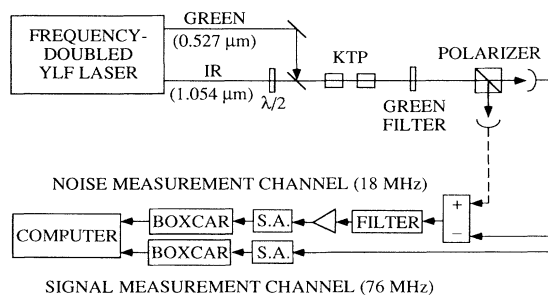 FREQUENCY-
DOUBLED
YLF LASER
GREEN
(0.527 μm)
IR
(1.054 μm)
λ/2
KTP
GREEN
FILTER
POLARIZER
NOISE MEASUREMENT CHANNEL (18 MHz)
COMPUTER
BOXCAR
S.A.
FILTER
+
−
BOXCAR
S.A.
SIGNAL MEASUREMENT CHANNEL (76 MHz)